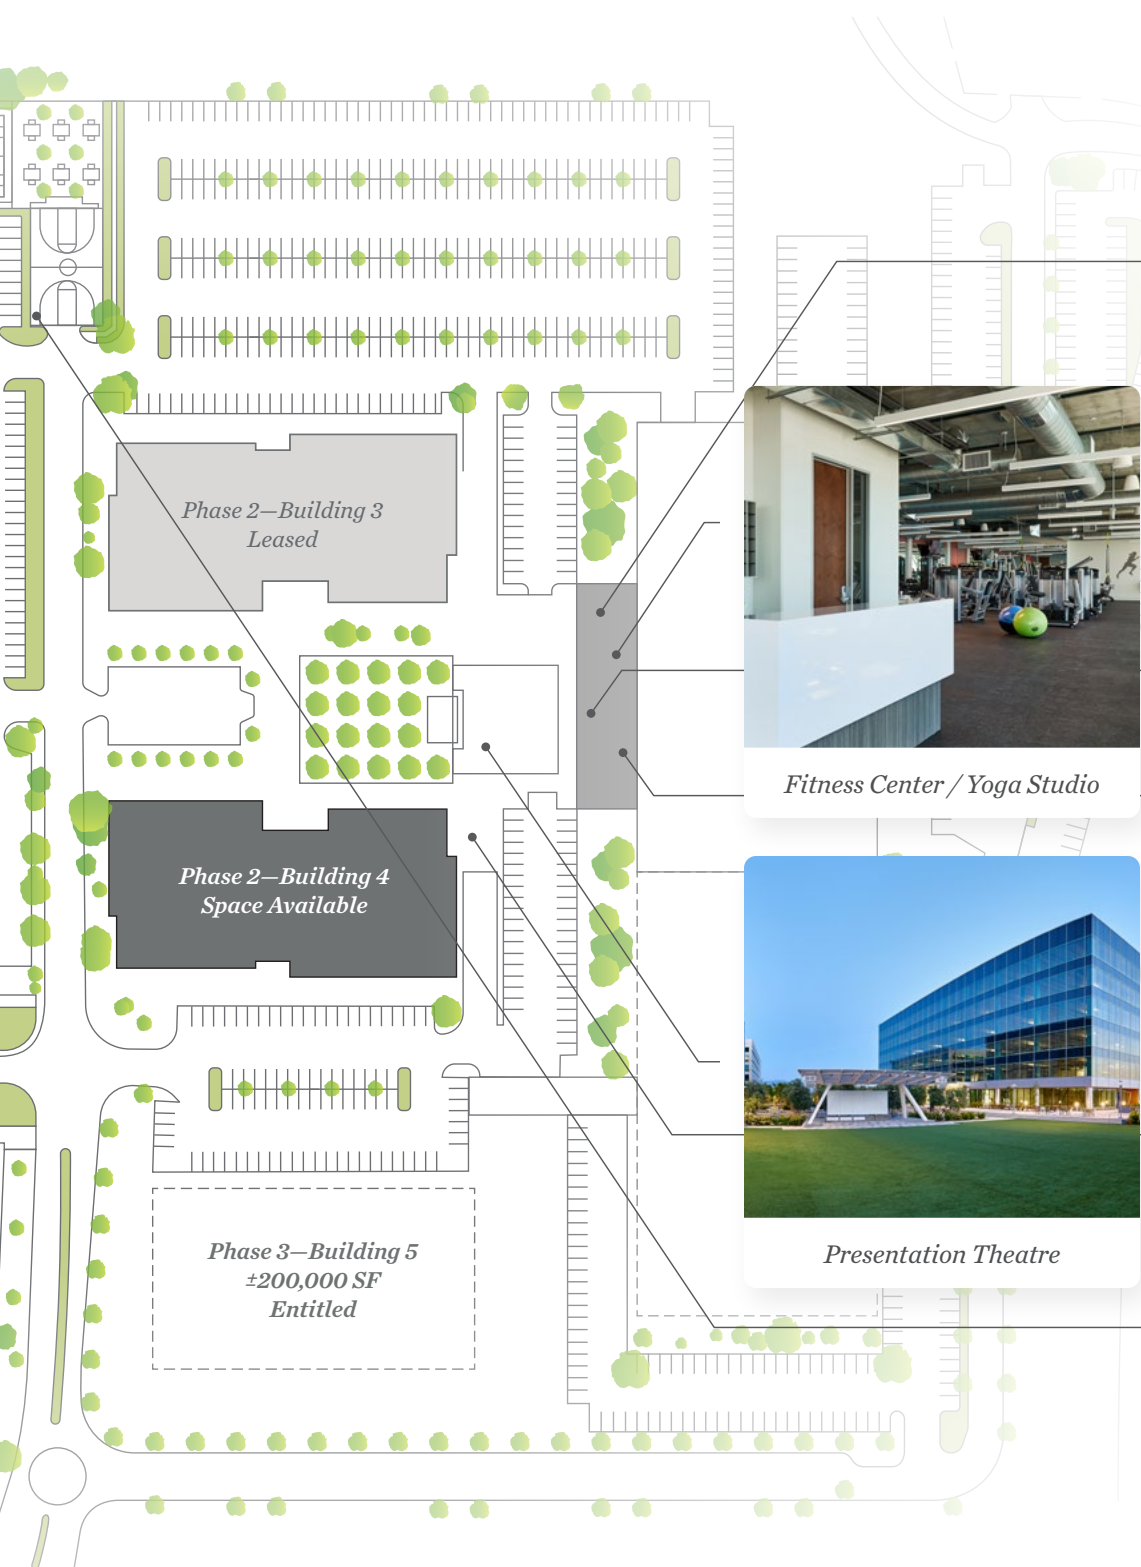 Phase 2—Building 3
Leased
Fitness Center / Yoga Studio
Phase 2—Building 4
Space Available
Phase 3—Building 5
±200,000 SF
Entitled
Presentation Theatre